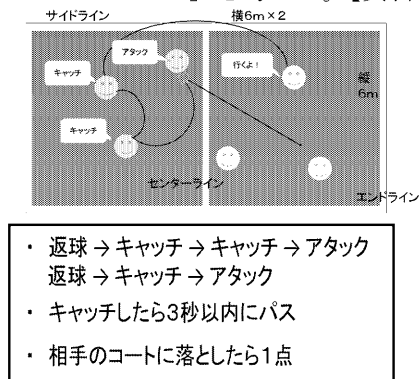 サイドライン
横6m×2
アタック
行くよ！
キャッチ
縦
6m
キャッチ
センターライン
エンドライン
・ 返球→キャッチ→キャッチ→アタック
返球→キャッチ→アタック
・ キャッチしたら3秒以内にパス
・ 相手のコートに落としたら1点